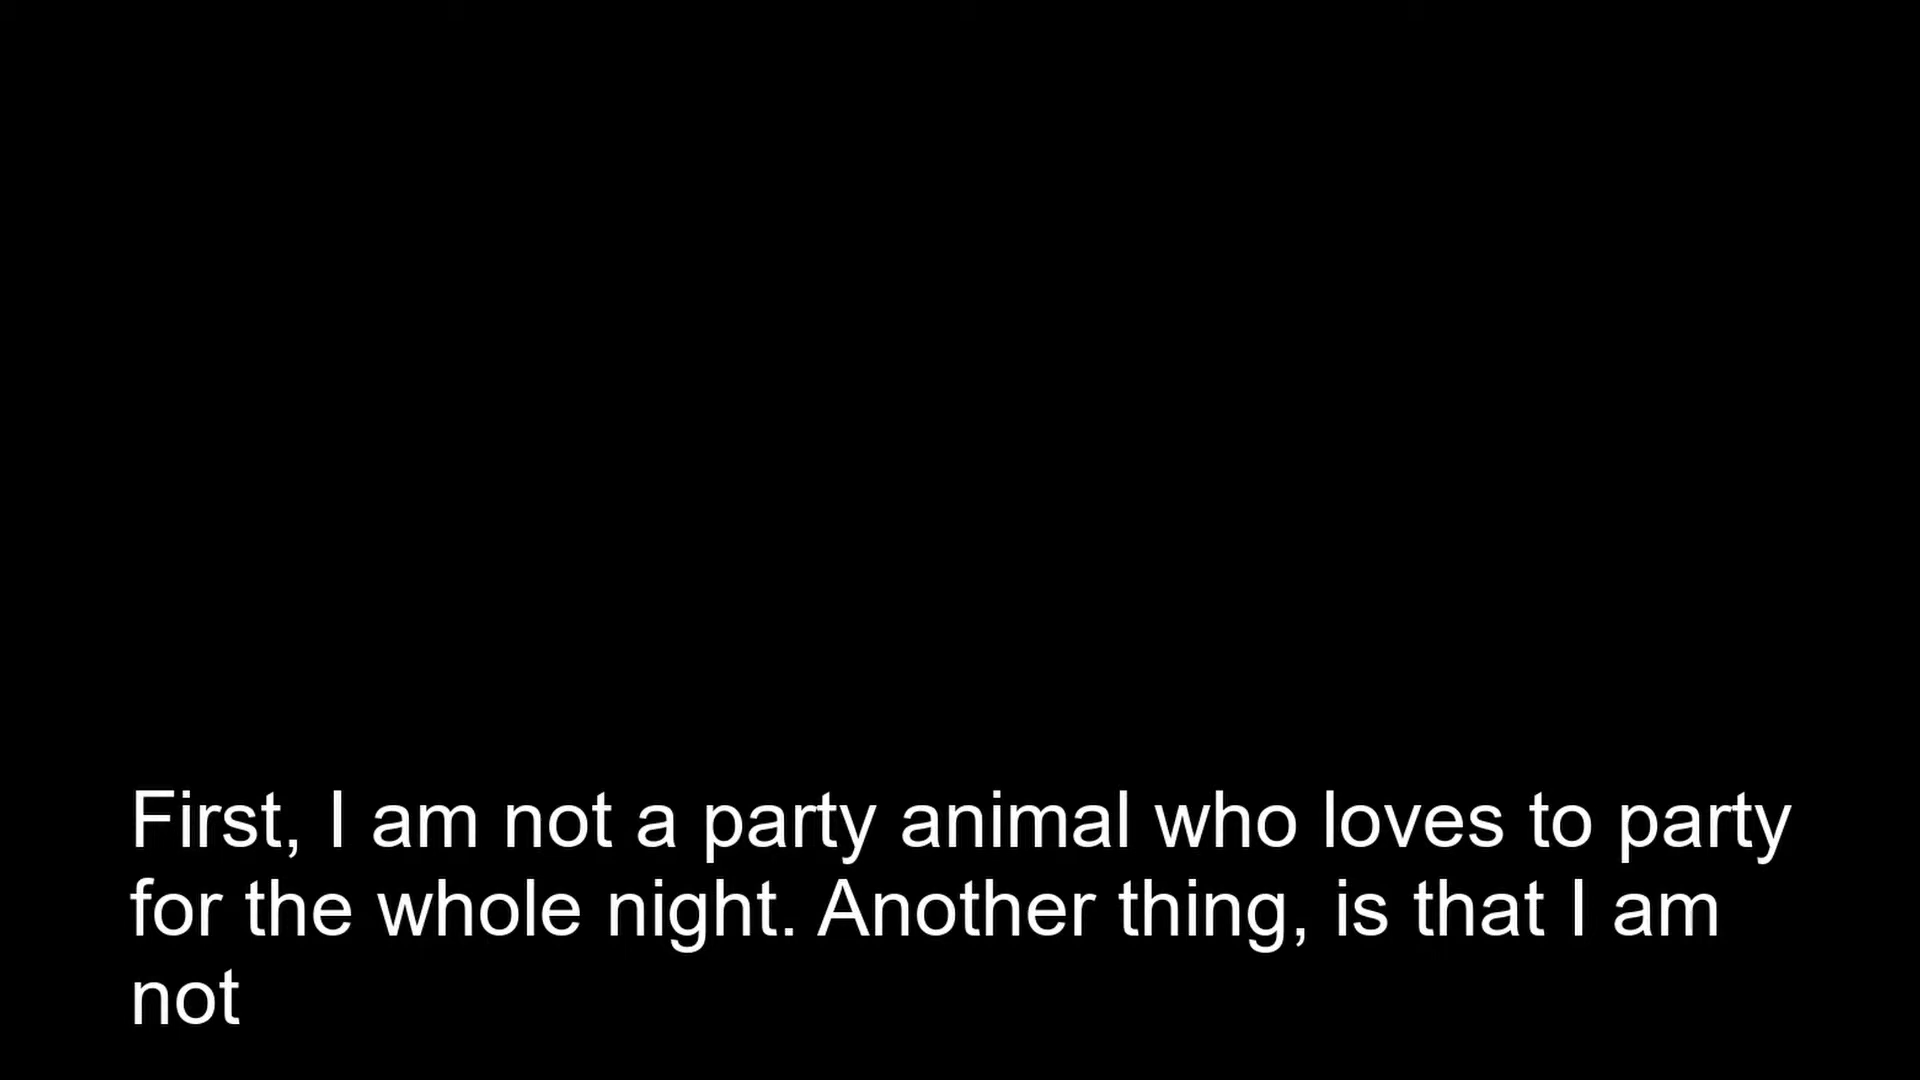 First, I am not a party animal who loves to party
for the whole night. Another thing, is that I am
not